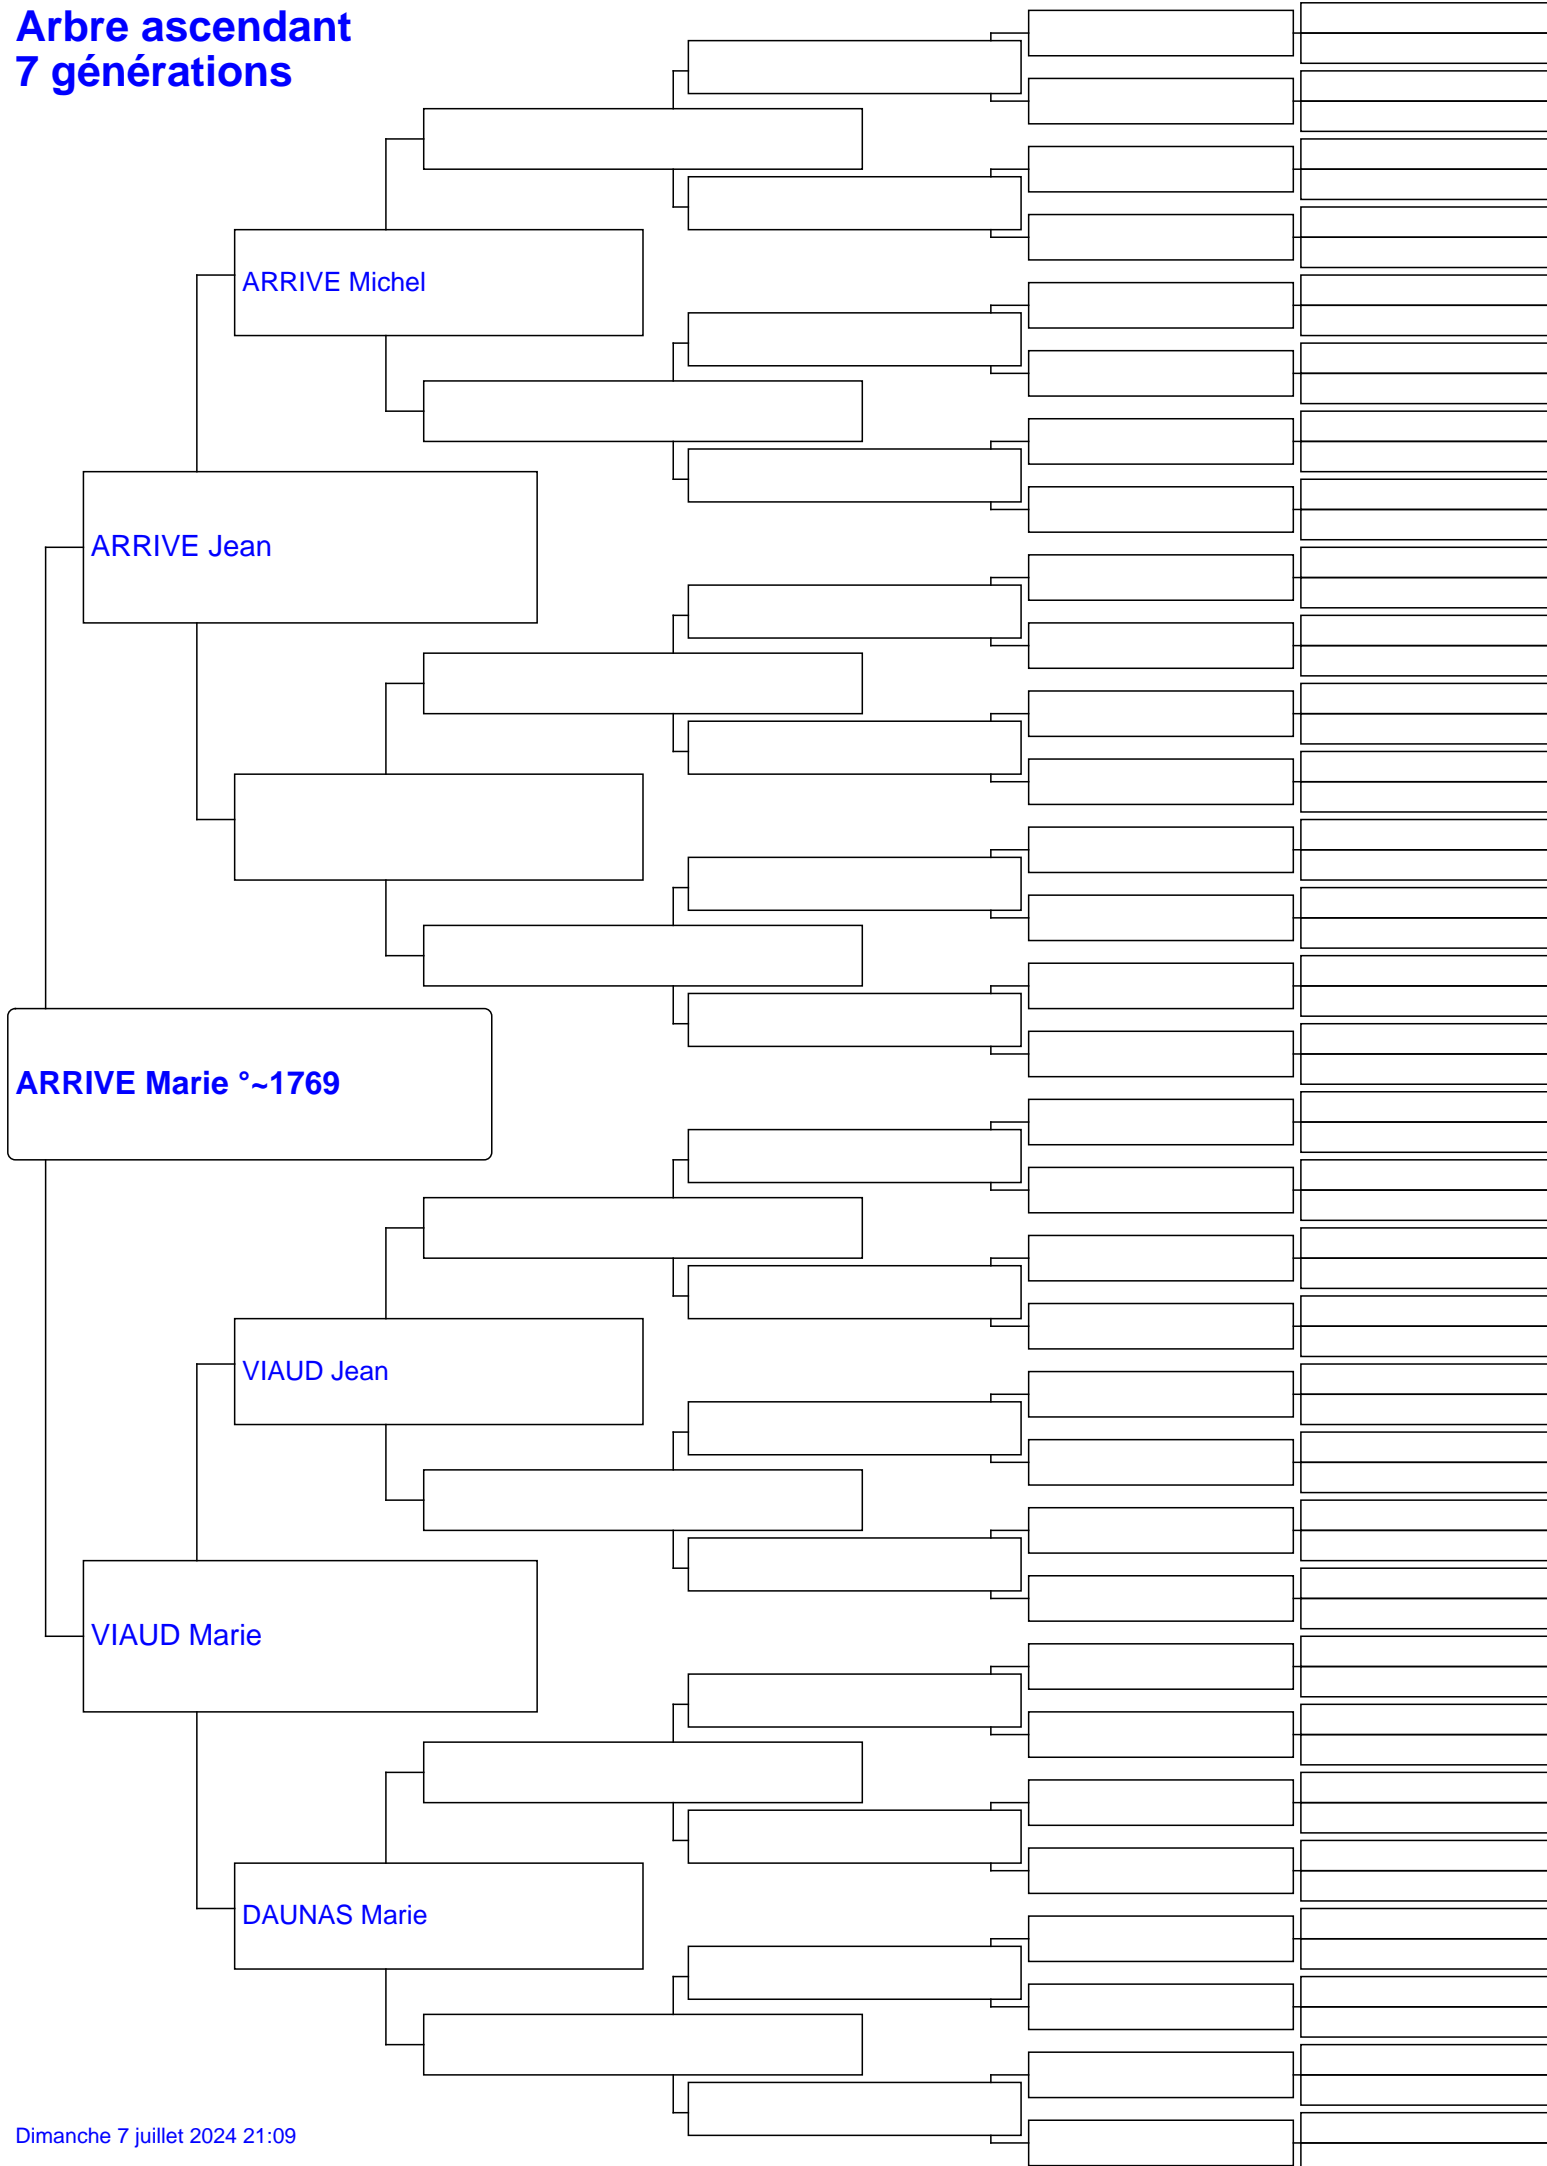 Arbre ascendant
7 générations
ARRIVE Michel
ARRIVE Jean
ARRIVE Marie °~1769
VIAUD Jean
VIAUD Marie
DAUNAS Marie
Dimanche 7 juillet 2024 21:09